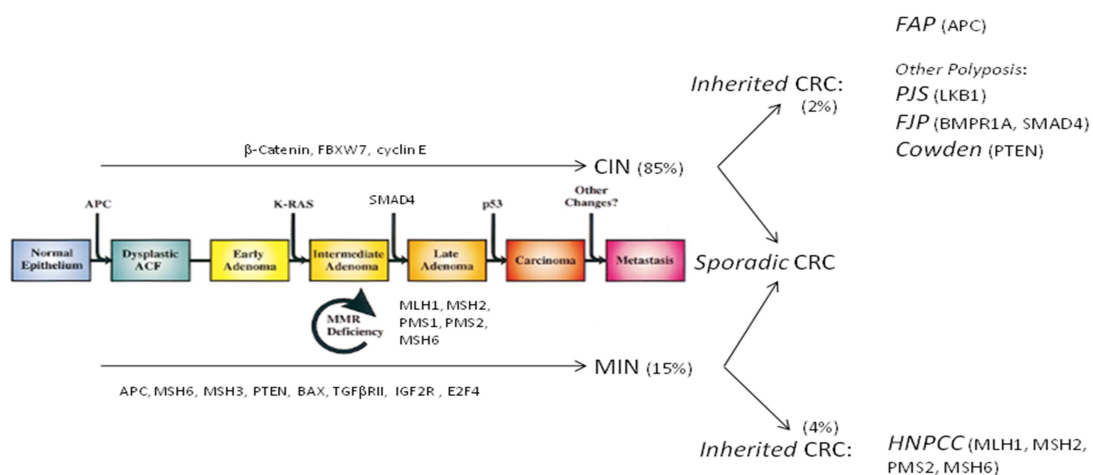 FAP (APC)
Other Polyposis:
PJS (LKB1)
FJP (BMPR1A, SMAD4)
Cowden (PTEN)
Inherited CRC:
(2%)
β-Catenin, FBXW7, cyclin E
CIN (85%)
APC
K-RAS
SMAD4
p53
Other
Changes?
Normal
Epithelium
Dysplastic
ACF
Early
Adenoma
Intermediate
Adenoma
Late
Adenoma
Carcinoma
Metastasis
Sporadic CRC
MMR
Deficiency
MLH1, MSH2,
PMS1, PMS2,
MSH6
MIN (15%)
APC, MSH6, MSH3, PTEN, BAX, TGFβRII, IGF2R , E2F4
(4%)
Inherited CRC:
HNPCC (MLH1, MSH2,
PMS2, MSH6)